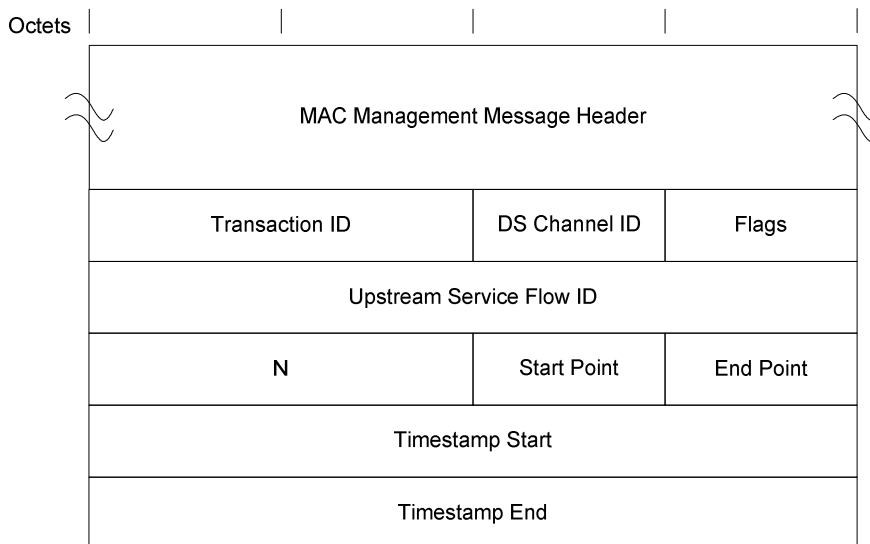 Octets
MAC Management Message Header
Transaction ID DS Channel ID Flags
Upstream Service Flow ID
N Start Point End Point
Timestamp Start
Timestamp End